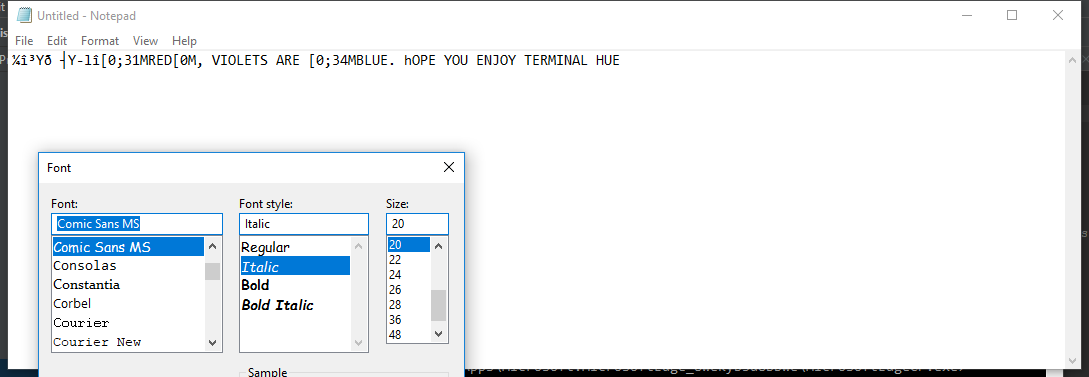 Untitled - Notepad
File Edit Format View Help
¼î³Yð ┤Y-lî[0;31MRED[0M, VIOLETS ARE [0;34MBLUE. hOPE YOU ENJOY TERMINAL HUE
Font
Font: Font style: Size:
Comic Sans MS Italic 20
Comic Sans MS Regular 20
Consolas Italic 22
Constantia Bold 24
Corbel Bold Italic 26
Courier 28
Courier New 36
48
Sample